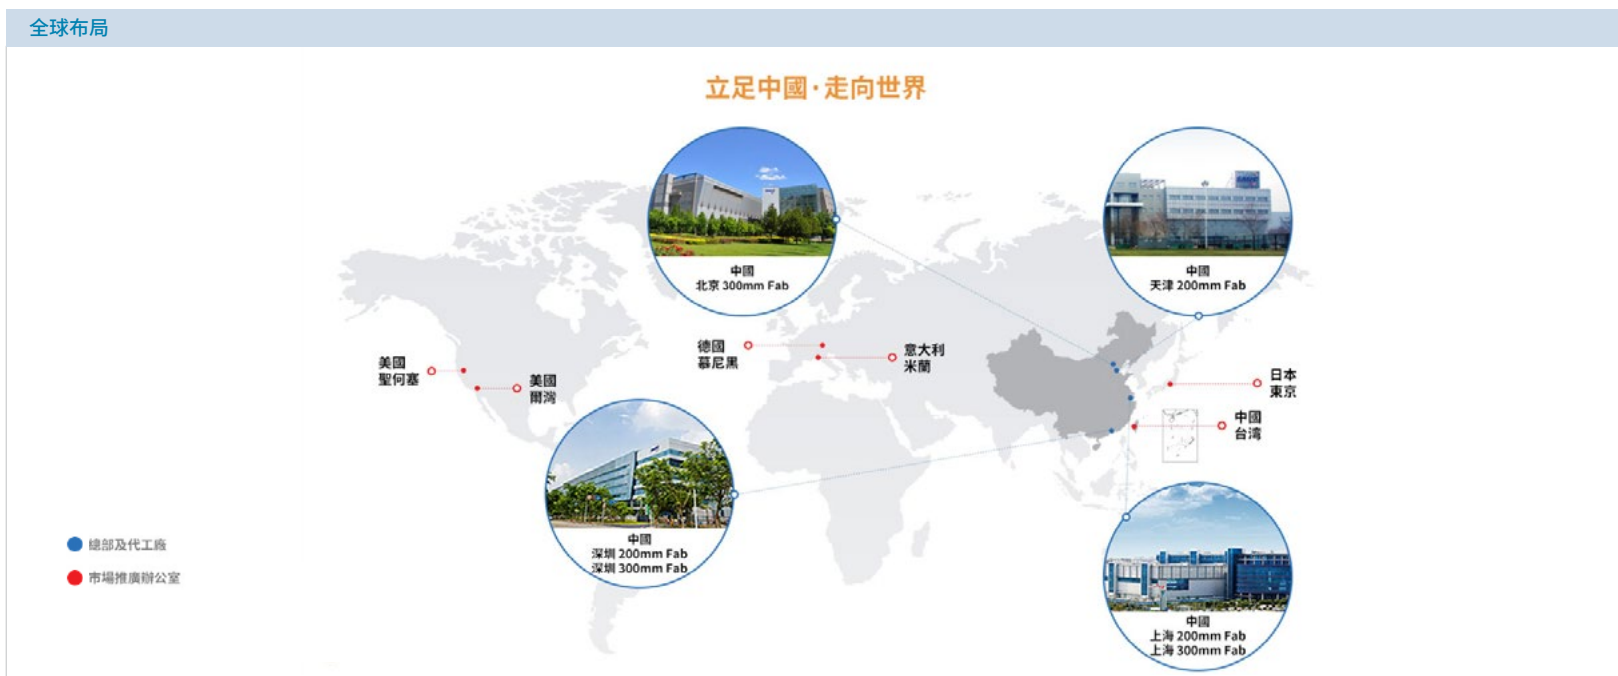 全球布局
立足中國·走向世界
中國
北京 300mm Fab
中國
天津 200mm Fab
美國
聖何塞
美國
爾灣
德國
慕尼黑
意大利
米蘭
日本
東京
中國
台湾
中國
深圳 200mm Fab
深圳 300mm Fab
中國
上海 200mm Fab
上海 300mm Fab
總部及代工廠
市場推廣辦公室